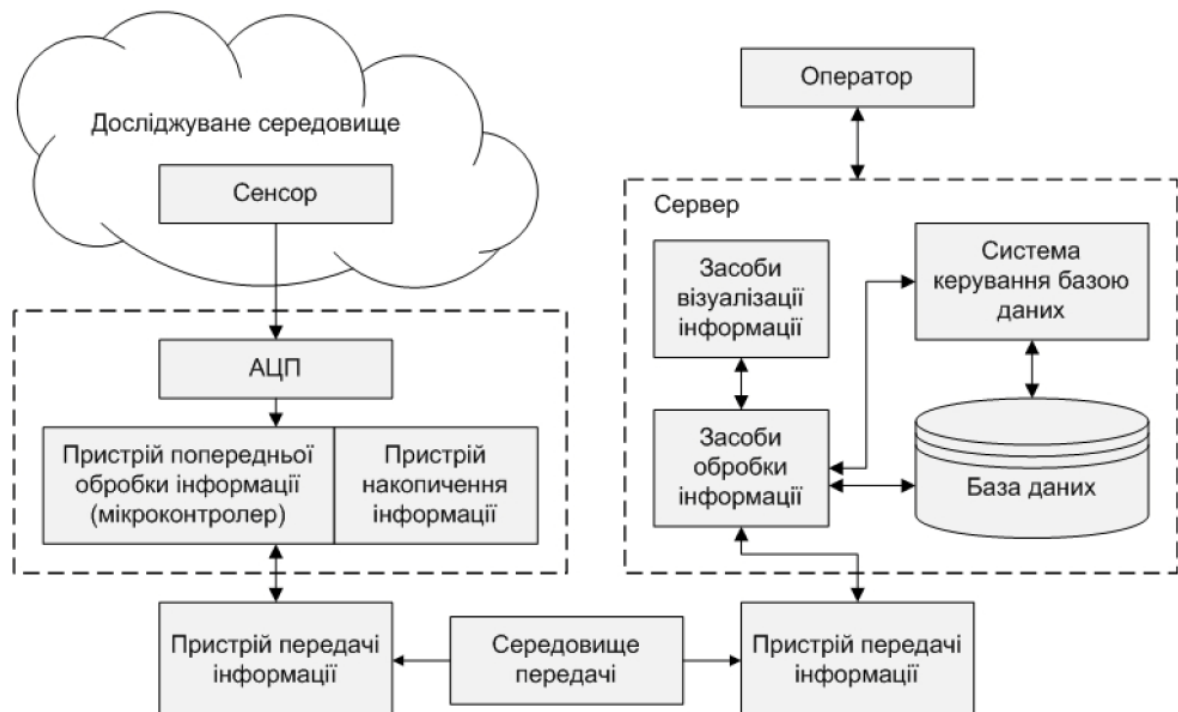 Досліджуване середовище
Сенсор
АЦП
Пристрій попередньої
обробки інформації
(мікроконтролер)
Пристрій
накопичення
інформації
Пристрій передачі
інформації
Середовище
передачі
Пристрій передачі
інформації
Оператор
Сервер
Засоби
візуалізації
інформації
Система
керування базою
даних
Засоби
обробки
інформації
База даних